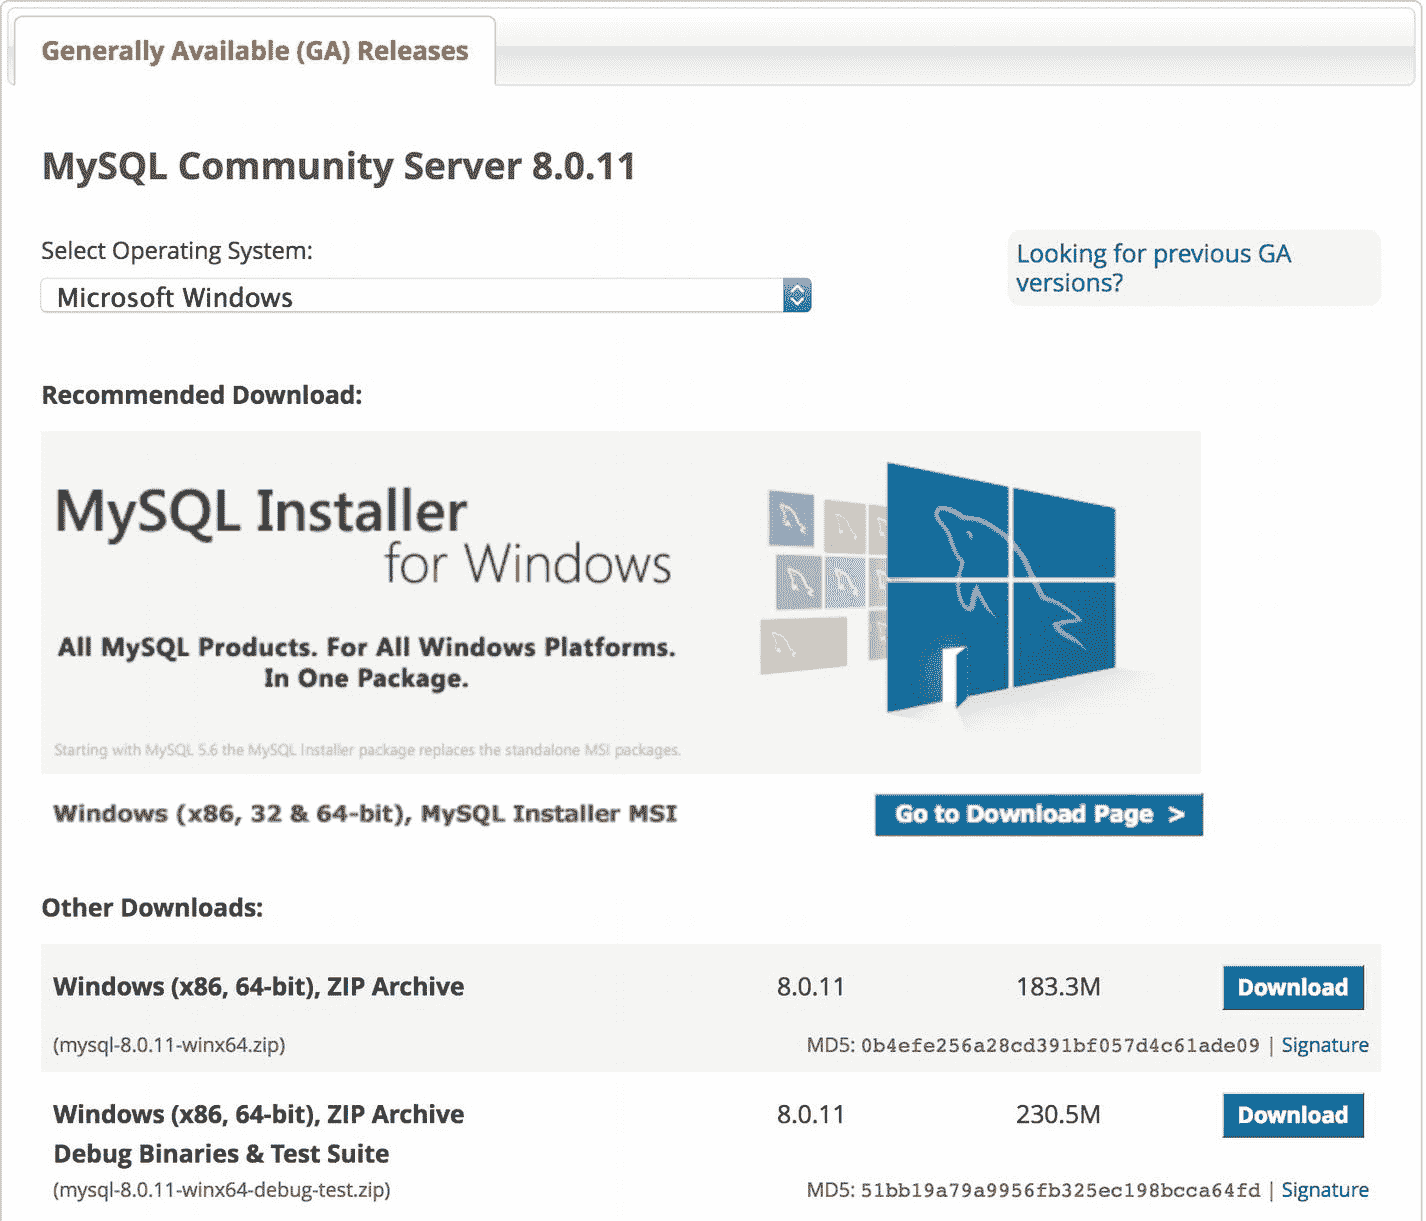 Generally Available (GA) Releases
MySQL Community Server 8.0.11
Select Operating System:
Microsoft Windows
Looking for previous GA
versions?
Recommended Download:
MySQL Installer
for Windows
All MySQL Products. For All Windows Platforms.
In One Package.
Starting with MySQL 5.6 the MySQL Installer package replaces the standalone MSI packages.
Windows (x86, 32 & 64-bit), MySQL Installer MSI
Go to Download Page >
Other Downloads:
Windows (x86, 64-bit), ZIP Archive 8.0.11 183.3M Download
(mysql-8.0.11-winx64.zip) MD5: 0b4efe256a28cd391bf057d4c61ade09 | Signature
Windows (x86, 64-bit), ZIP Archive 8.0.11 230.5M Download
Debug Binaries & Test Suite
(mysql-8.0.11-winx64-debug-test.zip) MD5: 51bb19a79a9956fb325ec198bcca64fd | Signature